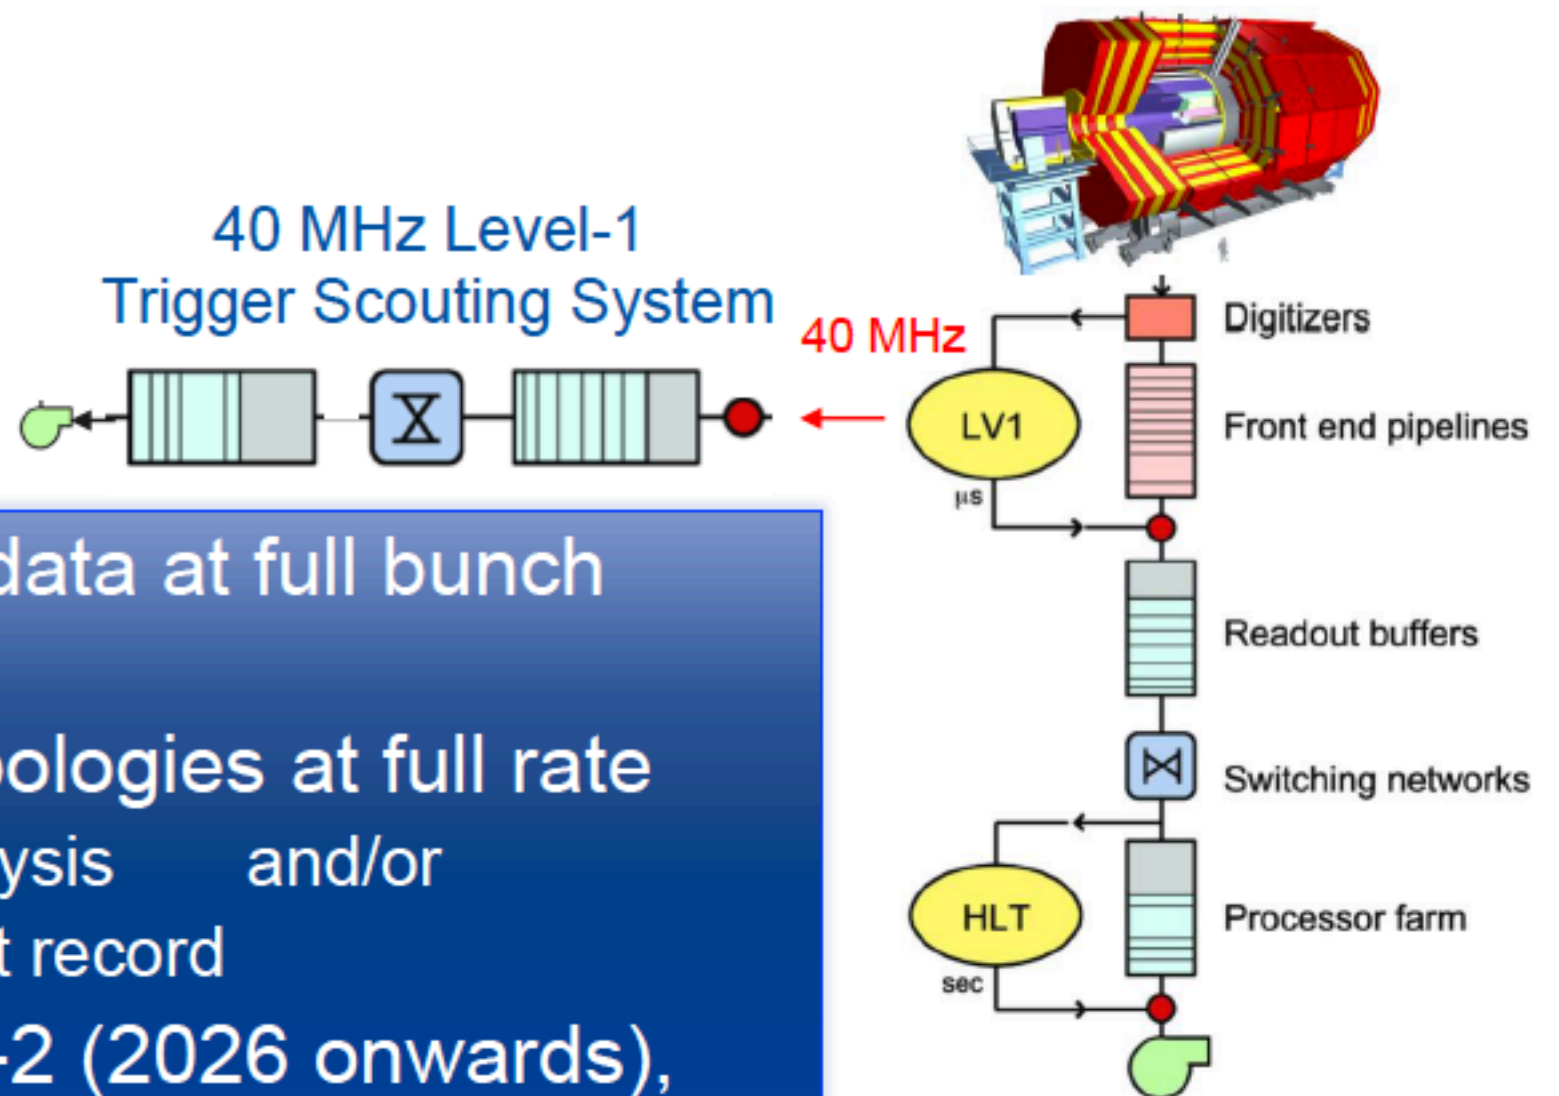 40 MHz Level-1
Trigger Scouting System
40 MHz
Digitizers
LV1
Front end pipelines
µs
data at full bunch
Readout buffers
ologies at full rate
Switching networks
ysis and/or
HLT
Processor farm
t record
sec
-2 (2026 onwards),